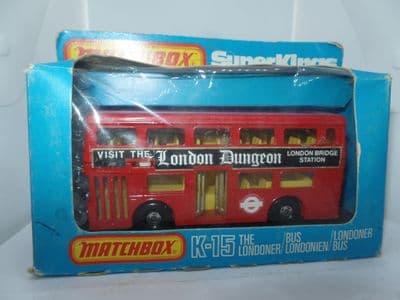 MATCHBOX
SuperKings
VISIT THE London Dungeon LONDON BRIDGE
STATION
MATCHBOX K-15 THE LONDONER/ BUS LONDONIEN/ LONDONER BUS